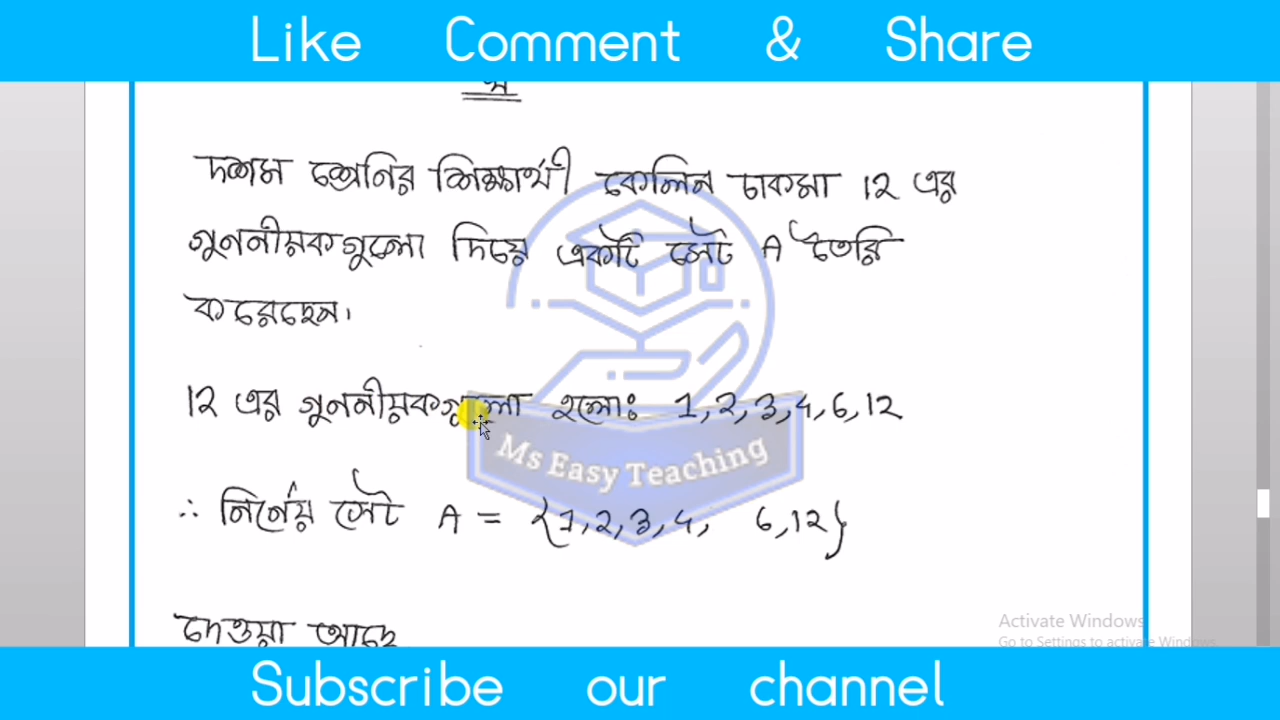 Like Comment & Share
দশম শ্রেনির শিক্ষার্থী কেলিন চাকমা 12 এর
গুননীয়কগুলো দিয়ে একটি সেট A তৈরি
করেছেন।
12 এর গুননীয়কগুলো হলোঃ 1,2,3,4,6,12
Ms Easy Teaching
∴ নির্ণেয় সেট A = {1,2,3,4, 6,12}
দেওয়া আছে
Activate Windows
Go to Settings to activate Windows.
Subscribe our channel